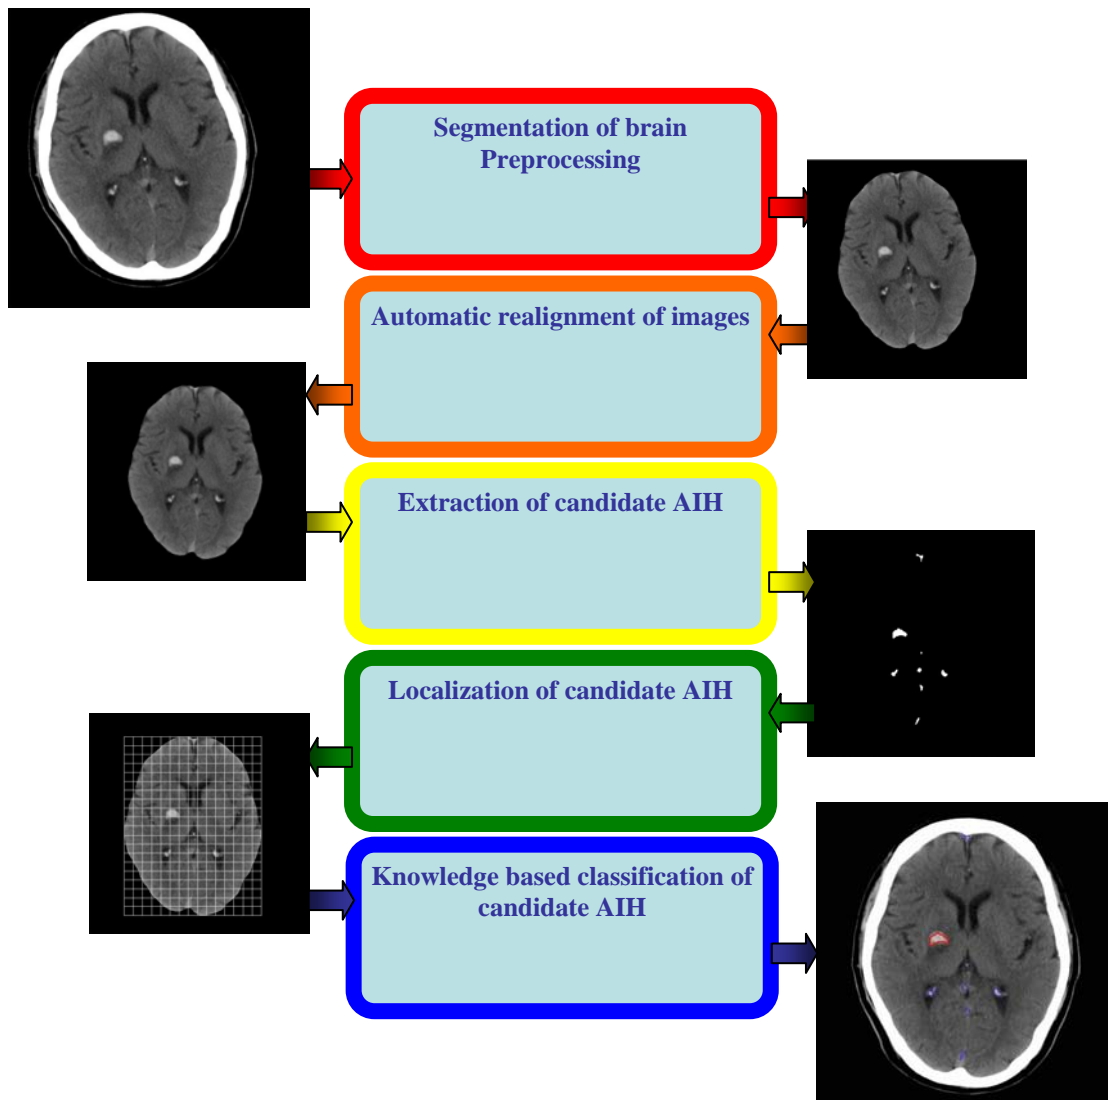 Segmentation of brain
Preprocessing
Automatic realignment of images
Extraction of candidate AIH
Localization of candidate AIH
Knowledge based classification of
candidate AIH